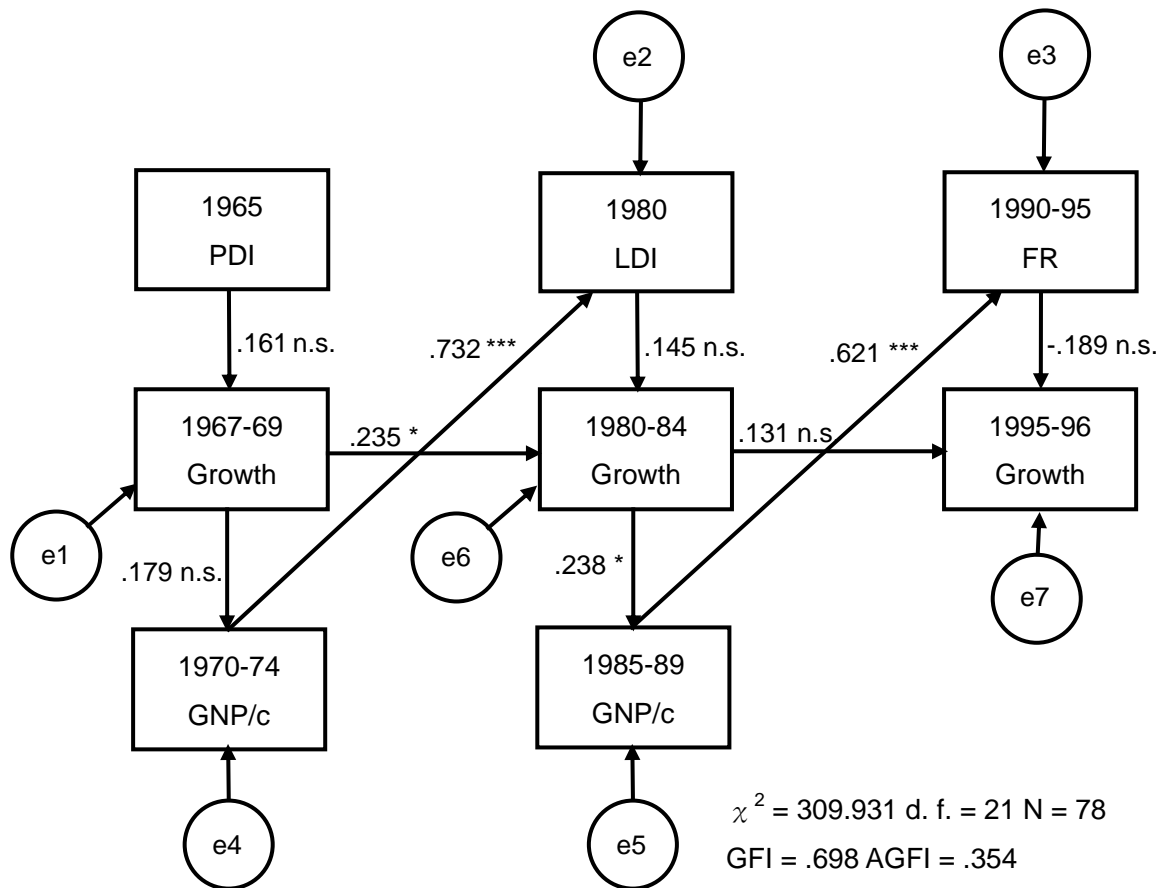 e2
e3
1965
PDI
1980
LDI
1990-95
FR
.161 n.s.
.732 ***
.145 n.s.
.621 ***
-.189 n.s.
1967-69
Growth
.235 *
1980-84
Growth
.131 n.s
1995-96
Growth
e1
.179 n.s.
e6
.238 *
e7
1970-74
GNP/c
1985-89
GNP/c
e4
e5
χ² = 309.931 d. f. = 21 N = 78
GFI = .698 AGFI = .354